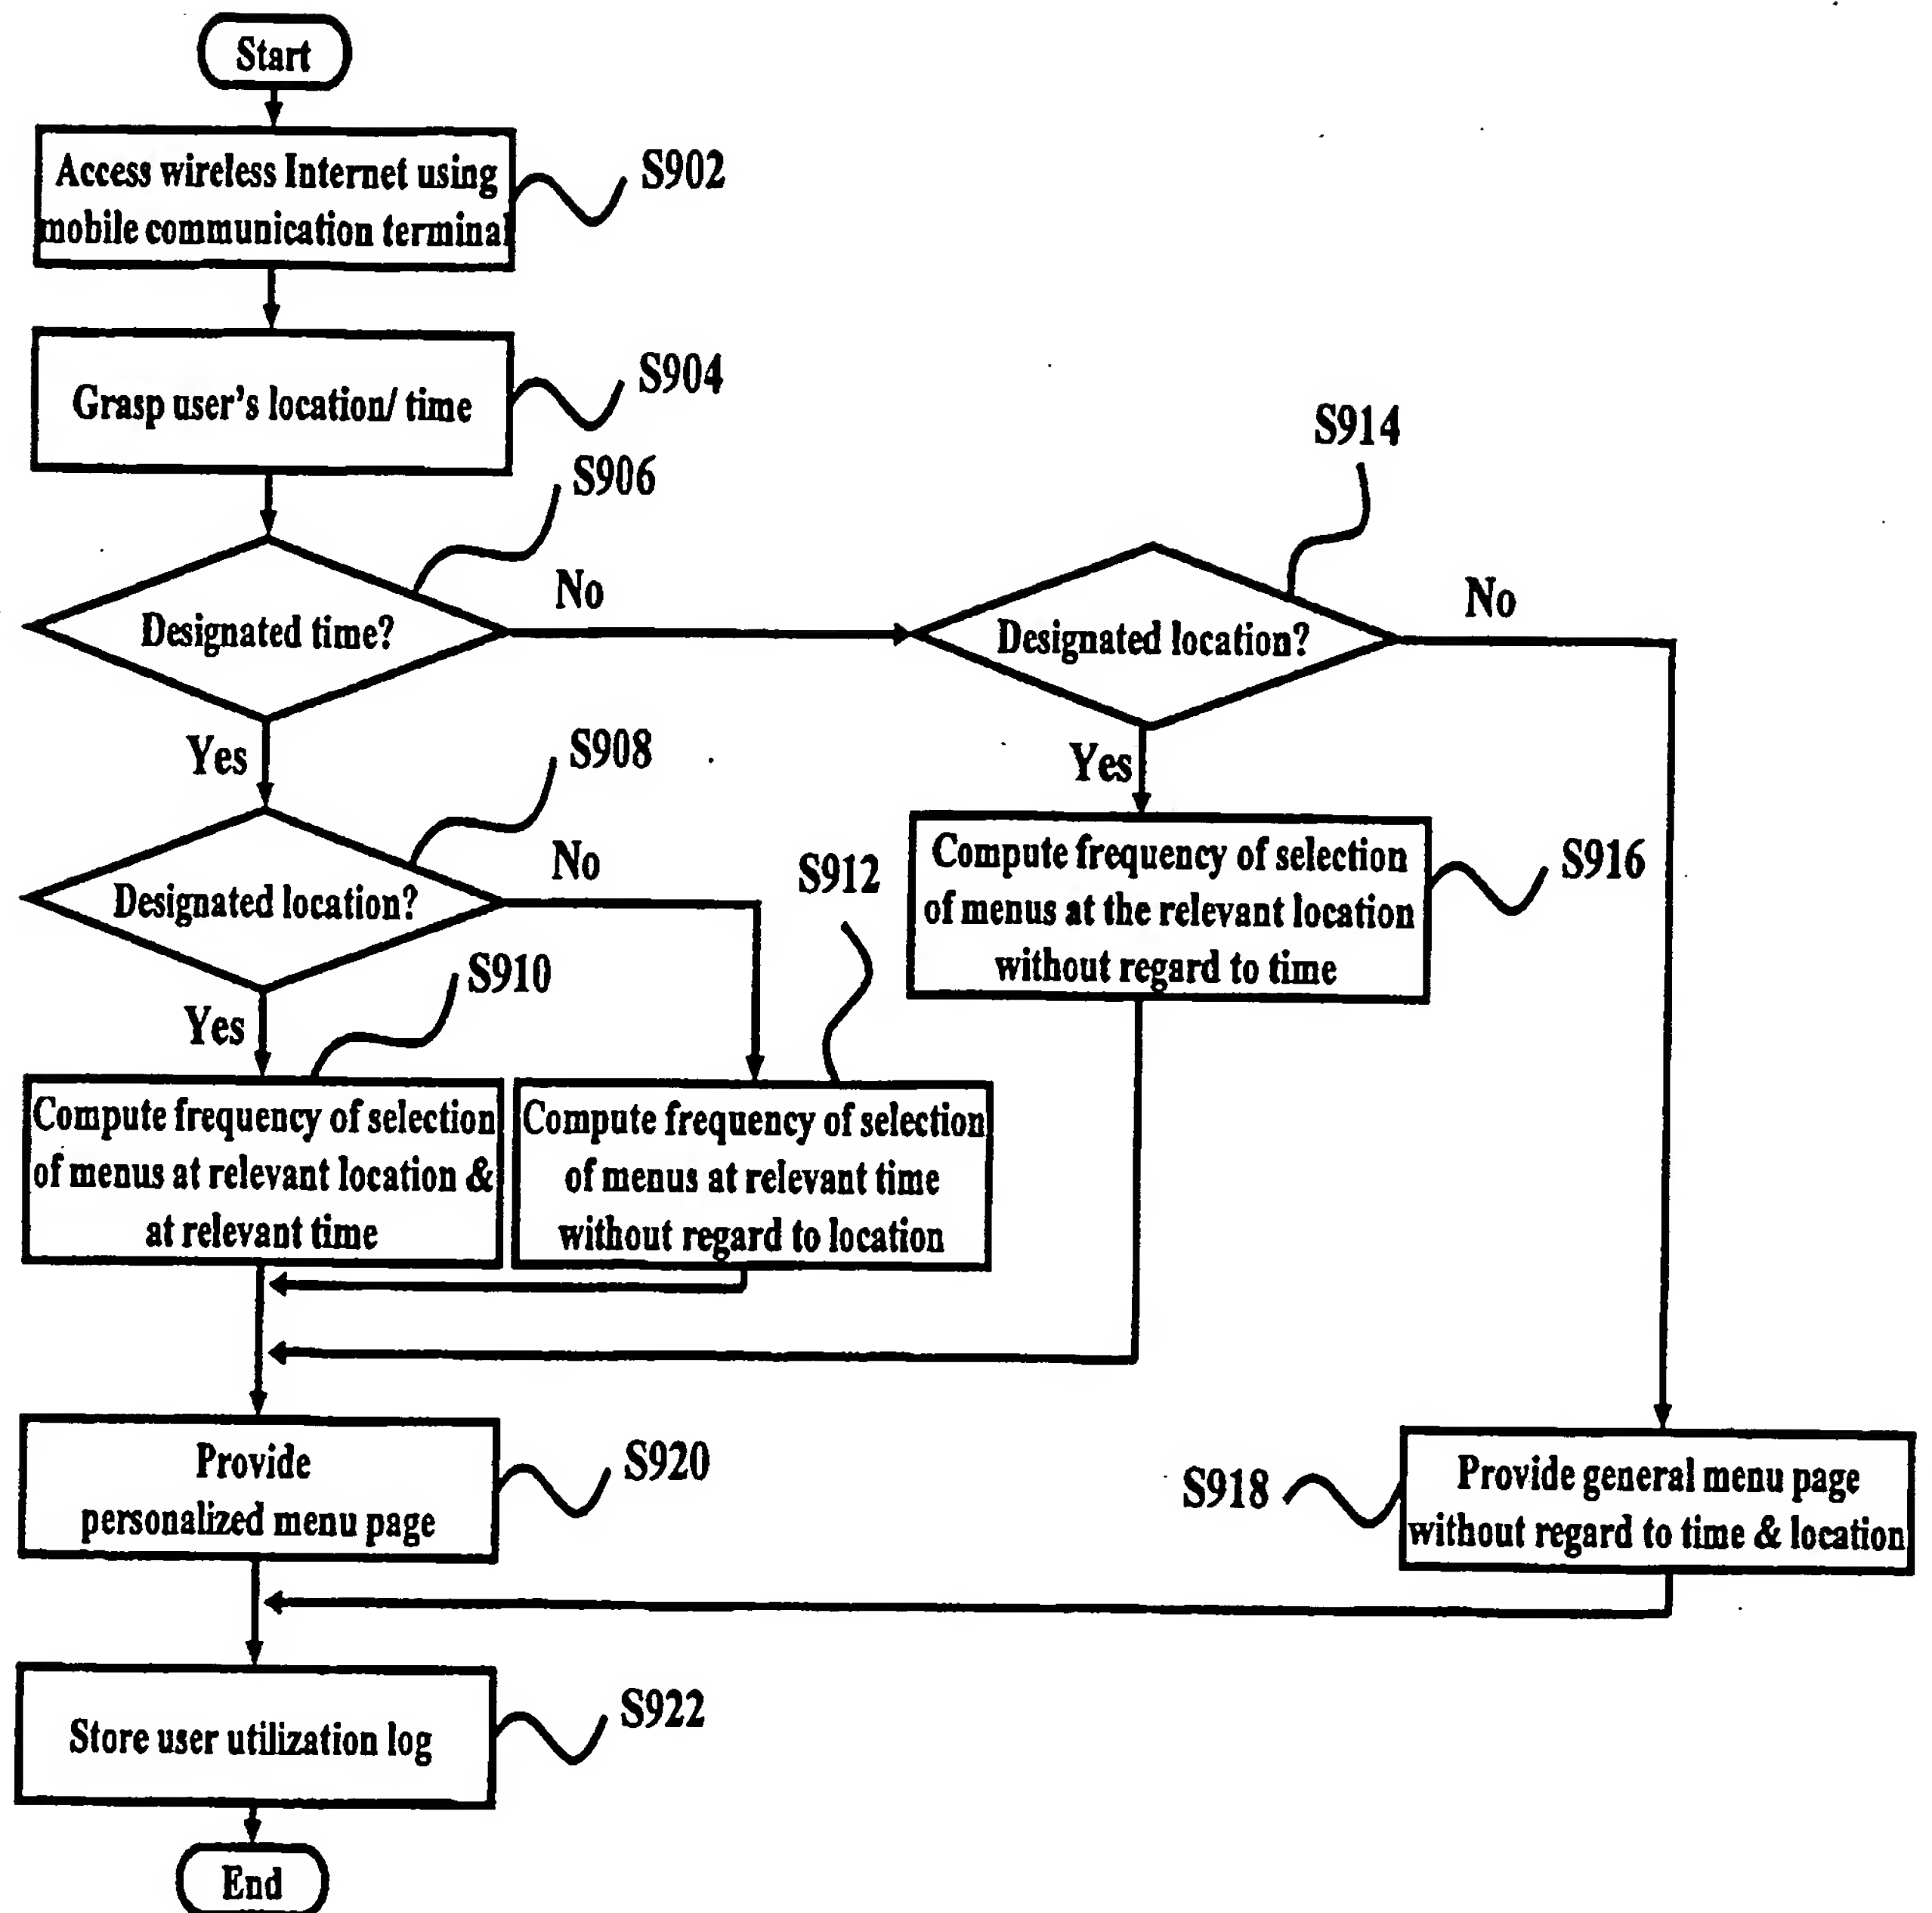 Start
Access wireless Internet using
mobile communication terminal
S902
Grasp user's location/ time
S904
S906
Designated time?
No
S914
Designated location?
No
Yes
S908
Designated location?
No
Yes
S912
Compute frequency of selection
of menus at the relevant location
without regard to time
S916
Yes
S910
Compute frequency of selection
of menus at relevant location &
at relevant time
Compute frequency of selection
of menus at relevant time
without regard to location
Provide
personalized menu page
S920
S918
Provide general menu page
without regard to time & location
Store user utilization log
S922
End